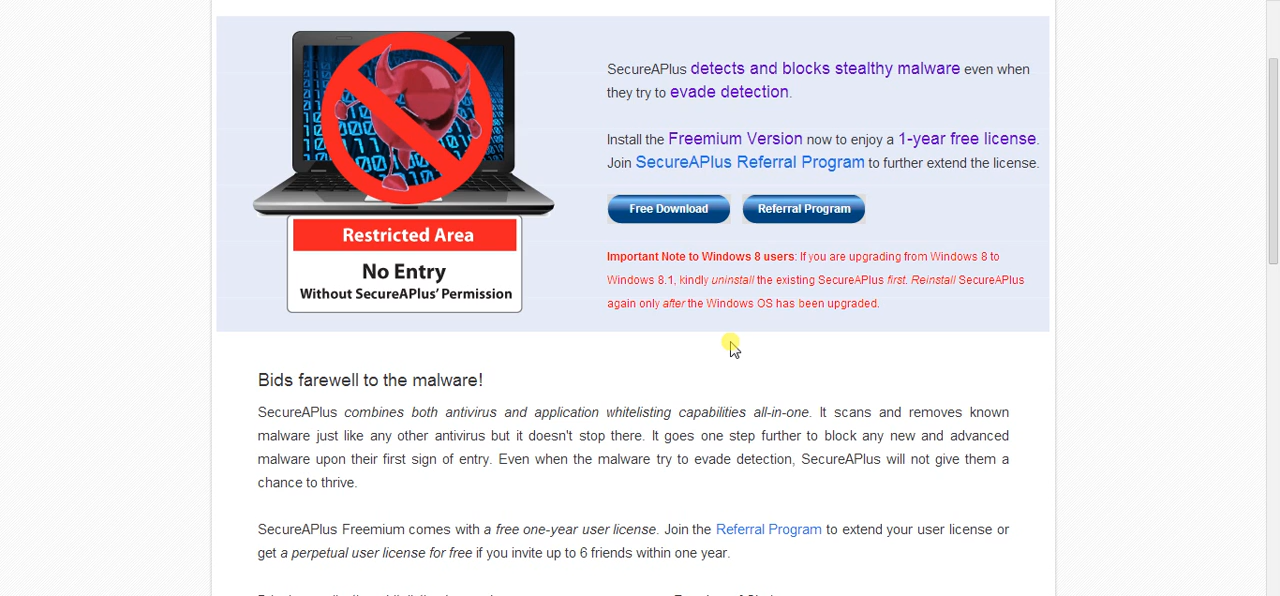 SecureAPlus detects and blocks stealthy malware even when
they try to evade detection.
Install the Freemium Version now to enjoy a 1-year free license.
Join SecureAPlus Referral Program to further extend the license.
Free Download
Referral Program
Restricted Area
No Entry
Without SecureAPlus' Permission
Important Note to Windows 8 users: If you are upgrading from Windows 8 to
Windows 8.1, kindly uninstall the existing SecureAPlus first. Reinstall SecureAPlus
again only after the Windows OS has been upgraded.
Bids farewell to the malware!
SecureAPlus combines both antivirus and application whitelisting capabilities all-in-one. It scans and removes known
malware just like any other antivirus but it doesn't stop there. It goes one step further to block any new and advanced
malware upon their first sign of entry. Even when the malware try to evade detection, SecureAPlus will not give them a
chance to thrive.
SecureAPlus Freemium comes with a free one-year user license. Join the Referral Program to extend your user license or
get a perpetual user license for free if you invite up to 6 friends within one year.